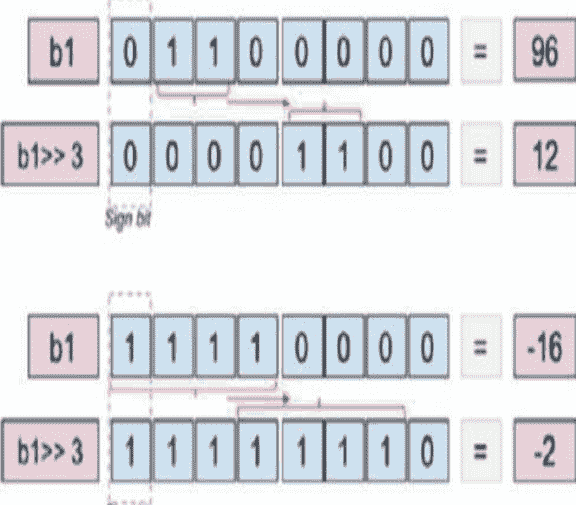 b1 0 1 1 0 0 0 0 0 = 96
b1>> 3 0 0 0 0 1 1 0 0 = 12
Sign bit
b1 1 1 1 1 0 0 0 0 = -16
b1>> 3 1 1 1 1 1 1 1 0 = -2